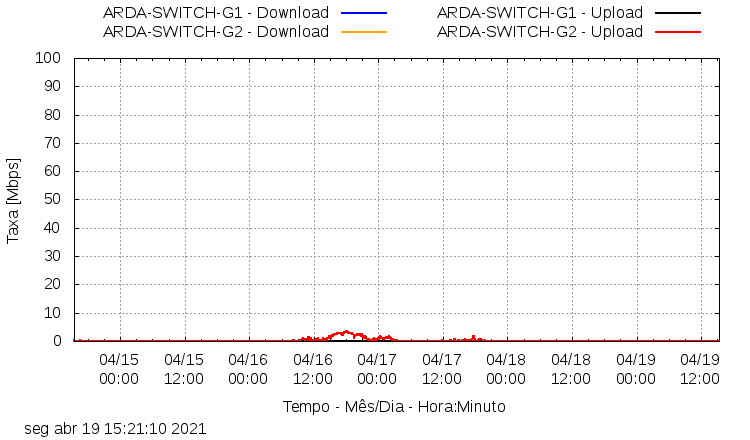 ARDA-SWITCH-G1 - Download ARDA-SWITCH-G1 - Upload
ARDA-SWITCH-G2 - Download ARDA-SWITCH-G2 - Upload
100
90
80
70
60
50
40
30
20
10
0
Taxa [Mbps]
04/15 04/15 04/16 04/16 04/17 04/17 04/18 04/18 04/19 04/19
00:00 12:00 00:00 12:00 00:00 12:00 00:00 12:00 00:00 12:00
Tempo - Mês/Dia - Hora:Minuto
seg abr 19 15:21:10 2021